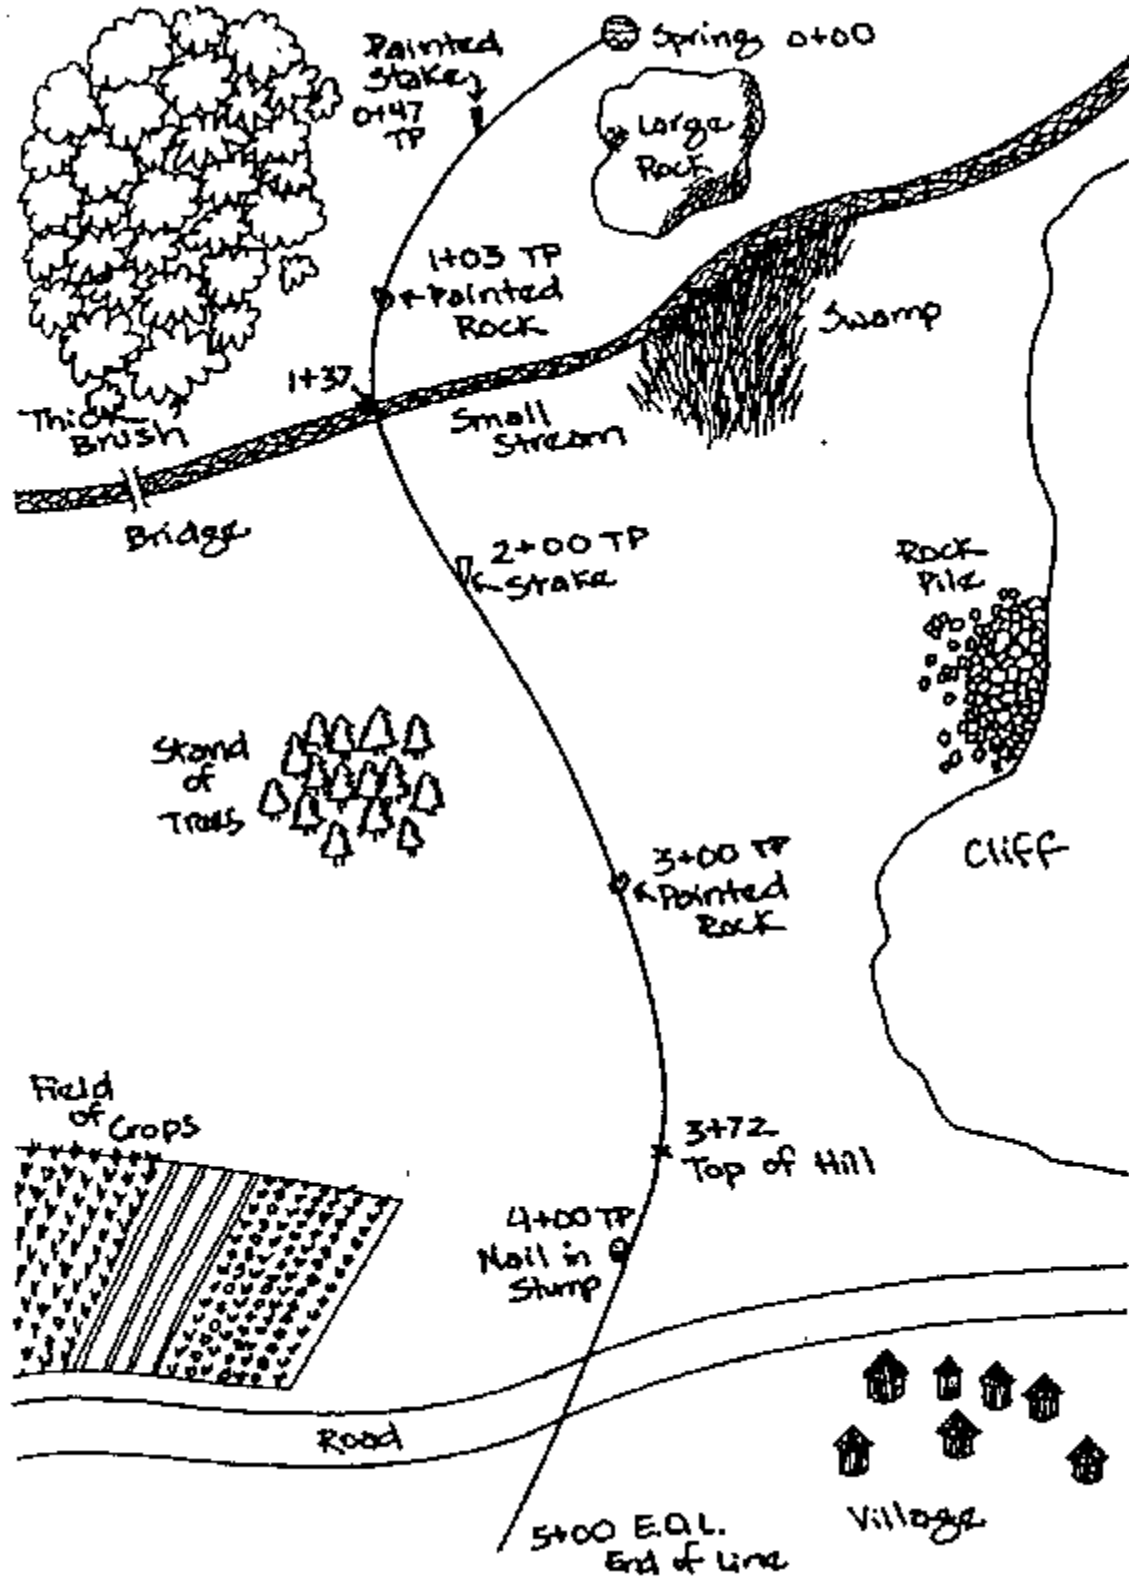 Spring 0+00
Painted
Stake
0+47
TP
Large
Rock
1+03 TP
Painted
Rock
Swamp
1+37
Thick
Brush
Small
Stream
Bridge
2+00 TP
Stake
Rock
Pile
Stand
of
Trees
3+00 TP
Painted
Rock
Cliff
Field
of Crops
3+72
Top of Hill
4+00 TP
Nail in
Stump
Road
Village
5+00 E.O.L.
End of Line